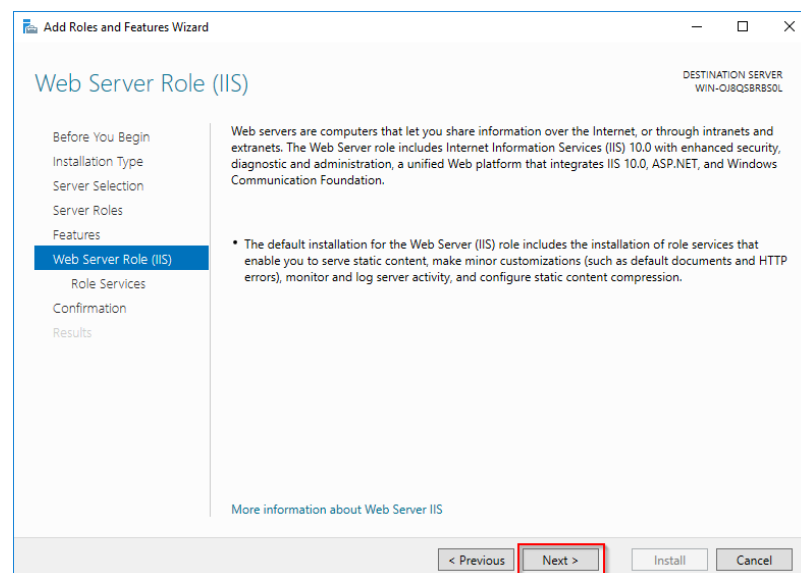 Add Roles and Features Wizard
Web Server Role (IIS)
DESTINATION SERVER
WIN-OJ8QSBRBS0L
Before You Begin
Installation Type
Server Selection
Server Roles
Features
Web Server Role (IIS)
Role Services
Confirmation
Results
Web servers are computers that let you share information over the Internet, or through intranets and
extranets. The Web Server role includes Internet Information Services (IIS) 10.0 with enhanced security,
diagnostic and administration, a unified Web platform that integrates IIS 10.0, ASP.NET, and Windows
Communication Foundation.
• The default installation for the Web Server (IIS) role includes the installation of role services that
enable you to serve static content, make minor customizations (such as default documents and HTTP
errors), monitor and log server activity, and configure static content compression.
More information about Web Server IIS
< Previous Next > Install Cancel